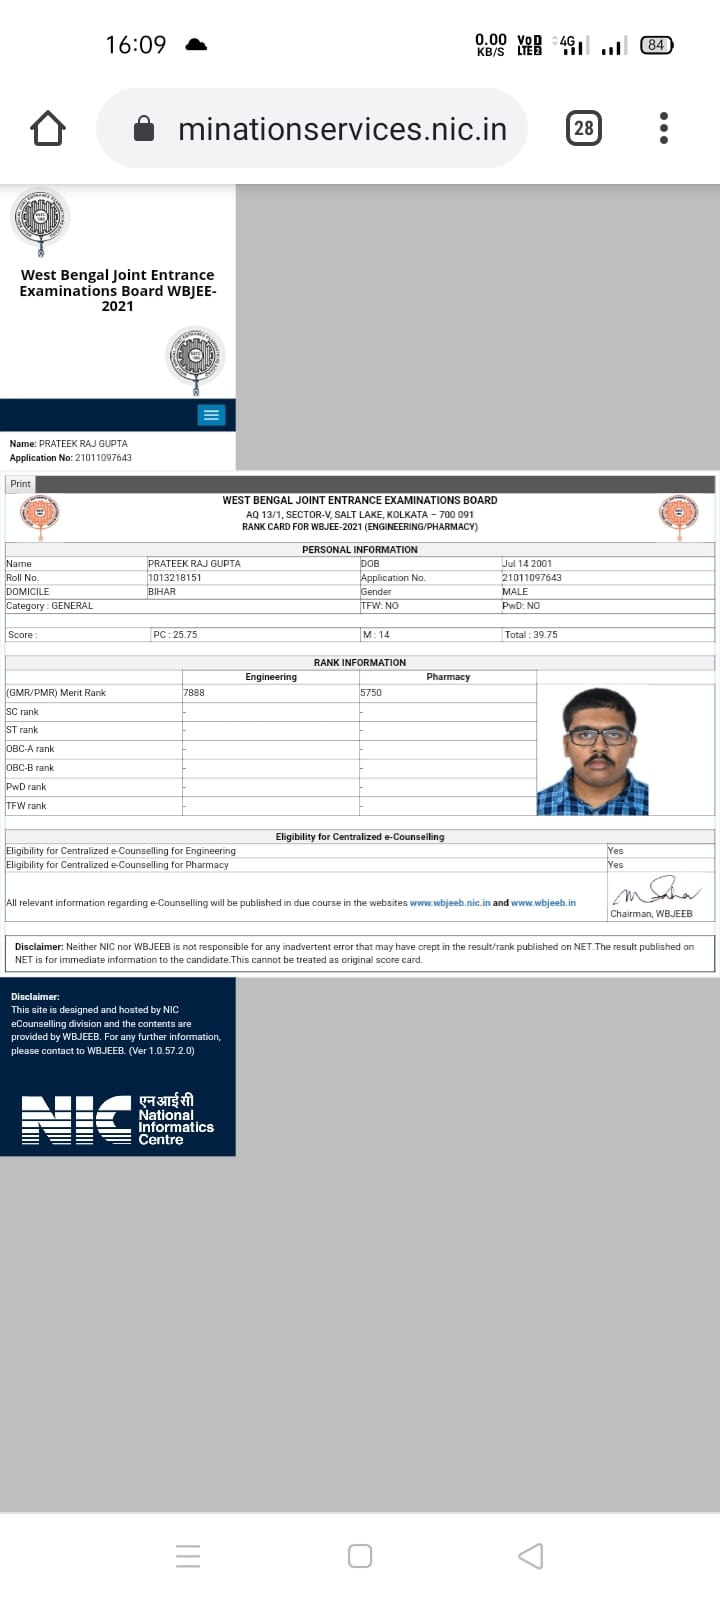 16:09
0.00 KB/S
Vo 1 LTE 2
4G
84
minationservices.nic.in
28
West Bengal Joint Entrance
Examinations Board WBJEE-
2021
Name: PRATEEK RAJ GUPTA
Application No: 21011097643
Print
WEST BENGAL JOINT ENTRANCE EXAMINATIONS BOARD
AQ 13/1, SECTOR-V, SALT LAKE, KOLKATA – 700 091
RANK CARD FOR WBJEE-2021 (ENGINEERING/PHARMACY)
PERSONAL INFORMATION
Name PRATEEK RAJ GUPTA DOB Jul 14 2001
Roll No. 1013218151 Application No. 21011097643
DOMICILE BIHAR Gender MALE
Category : GENERAL TFW: NO PwD: NO
Score : PC : 25.75 M : 14 Total : 39.75
RANK INFORMATION
Engineering Pharmacy
(GMR/PMR) Merit Rank 7888 5750
SC rank - -
ST rank - -
OBC-A rank - -
OBC-B rank - -
PwD rank - -
TFW rank - -
Eligibility for Centralized e-Counselling
Eligibility for Centralized e-Counselling for Engineering Yes
Eligibility for Centralized e-Counselling for Pharmacy Yes
All relevant information regarding e-Counselling will be published in due course in the websites www.wbjeeb.nic.in and www.wbjeeb.in
Chairman, WBJEEB
Disclaimer: Neither NIC nor WBJEEB is not responsible for any inadvertent error that may have crept in the result/rank published on NET.The result published on
NET is for immediate information to the candidate.This cannot be treated as original score card.
Disclaimer:
This site is designed and hosted by NIC
eCounselling division and the contents are
provided by WBJEEB. For any further information,
please contact to WBJEEB. (Ver 1.0.57.2.0)
NIC
एनआईसी
National
Informatics
Centre